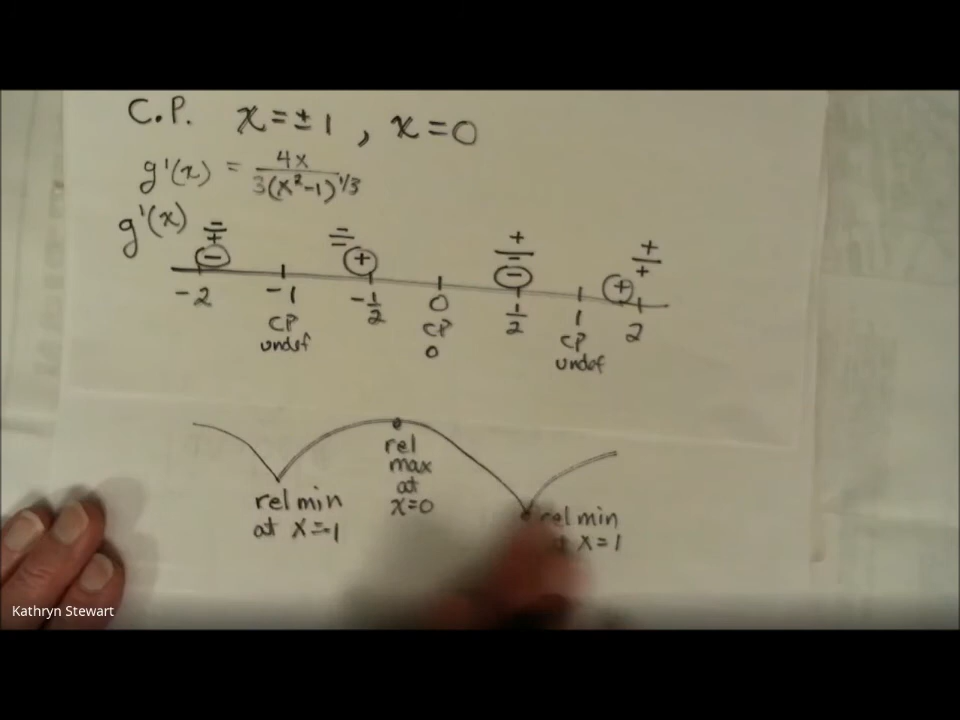 C.P. x = ± 1 , x = 0
g'(x) = 4x / 3(x²-1)^1/3
g'(x) -/+ - -/- + +/- - +/+ +
-2 -1 -1/2 0 1/2 1 2
CP undef CP 0 CP undef
rel min at x=-1
rel max at x=0
rel min at x=1
Kathryn Stewart